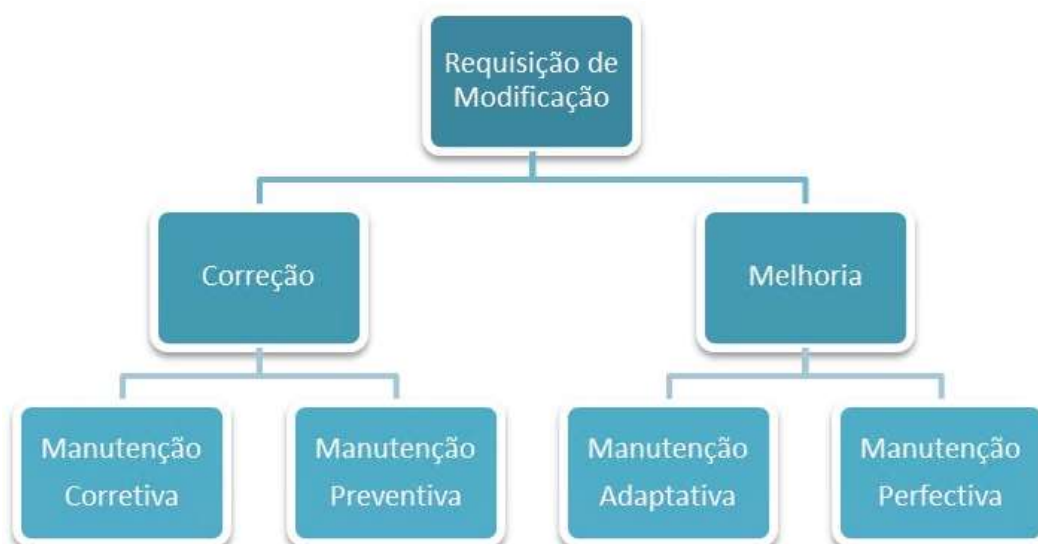 Requisição de
Modificação
Correção
Melhoria
Manutenção
Corretiva
Manutenção
Preventiva
Manutenção
Adaptativa
Manutenção
Perfectiva